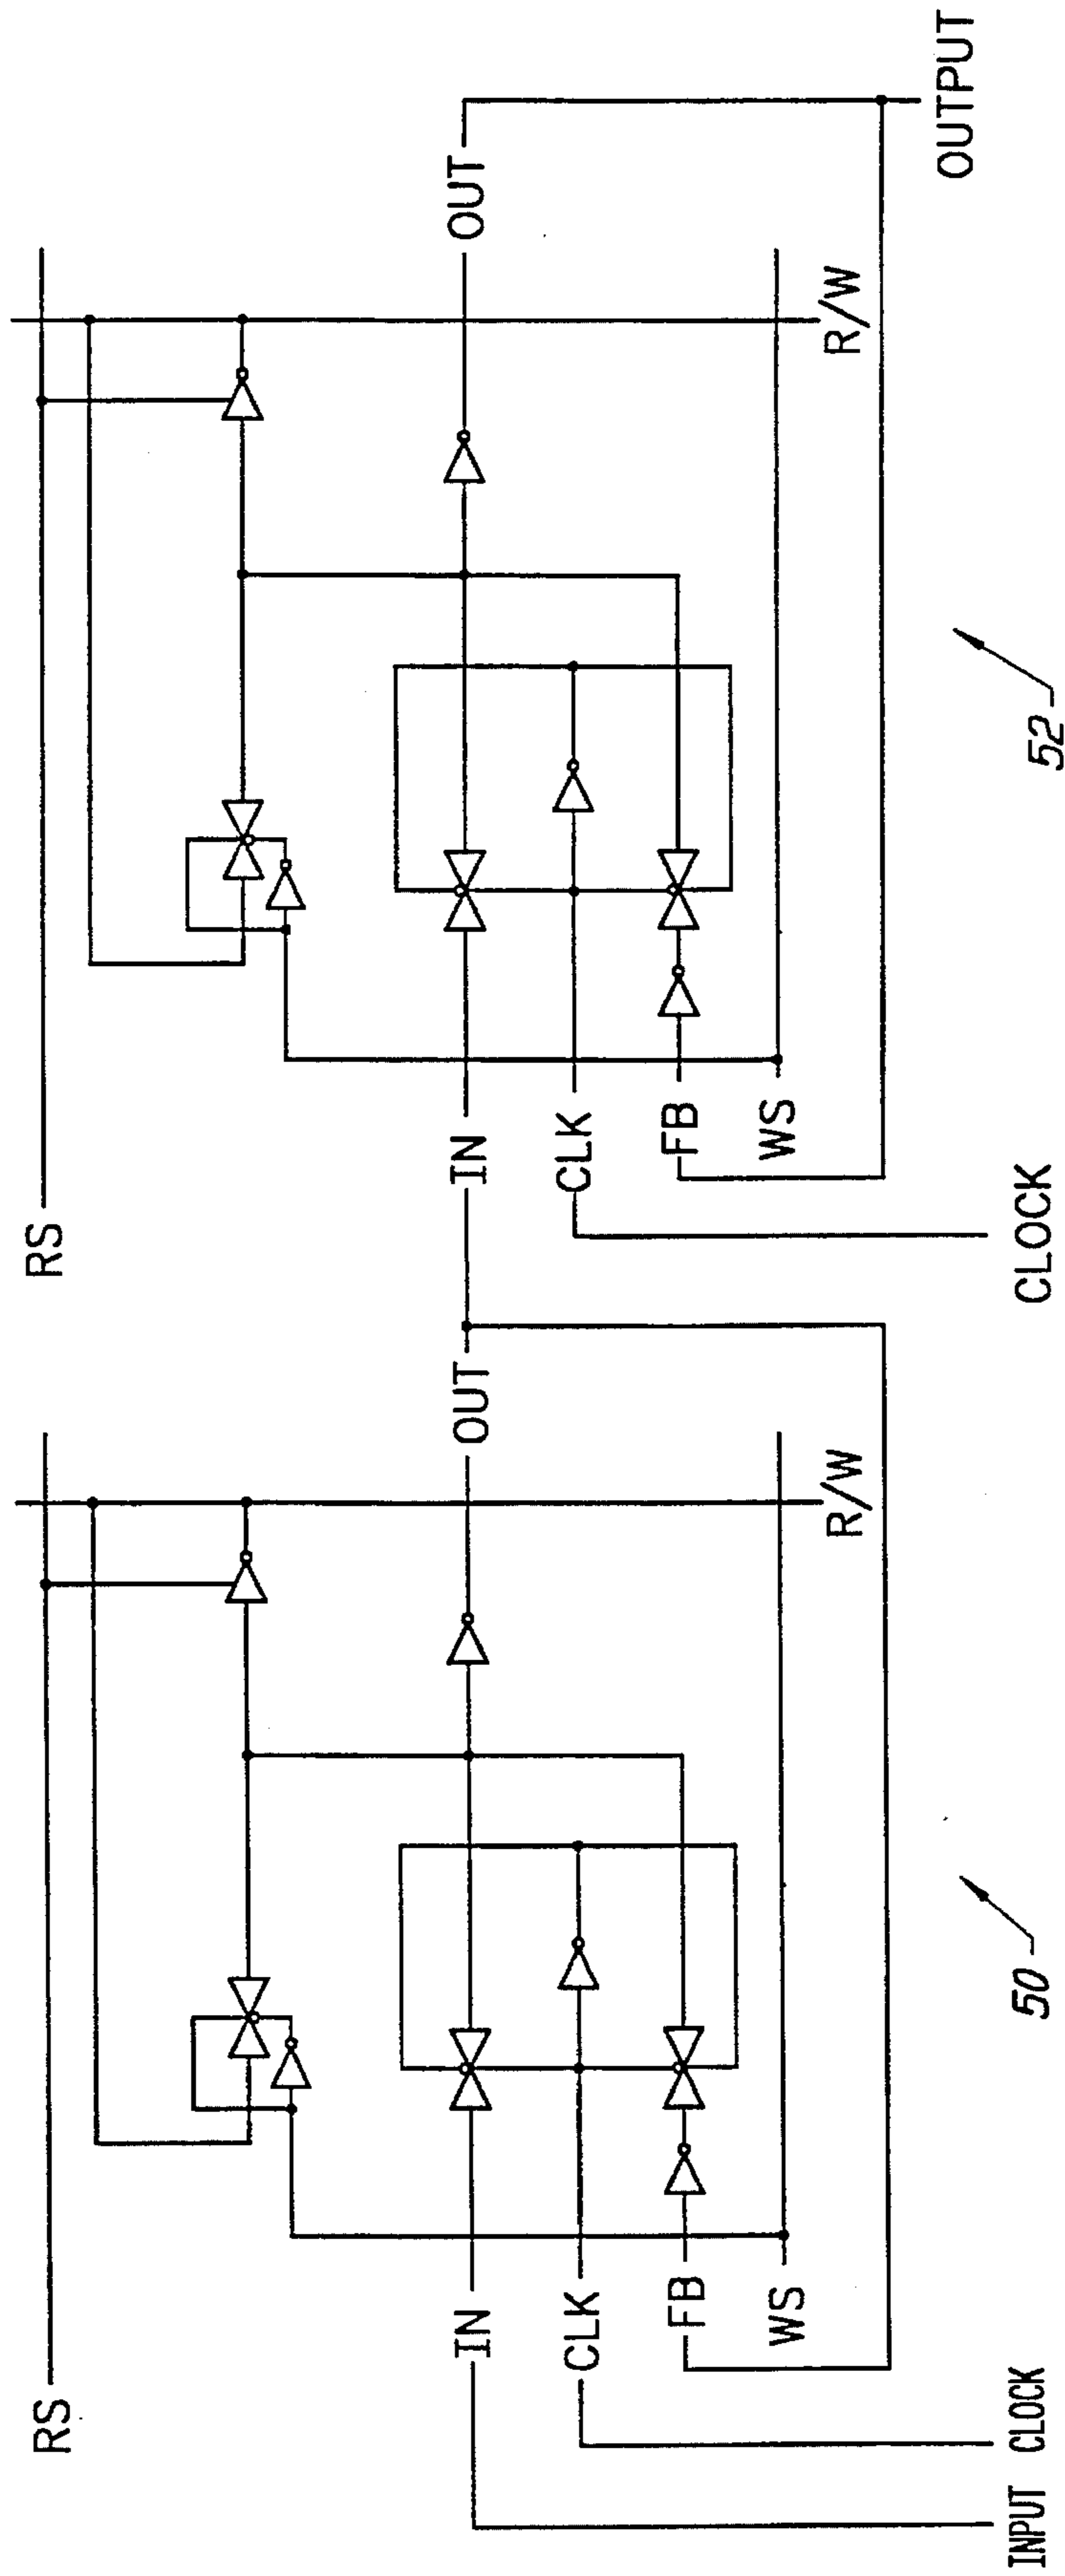 RS
RS
R/W
R/W
IN
OUT
IN
OUT
CLK
CLK
FB
FB
WS
WS
INPUT
CLOCK
50
CLOCK
52
OUTPUT